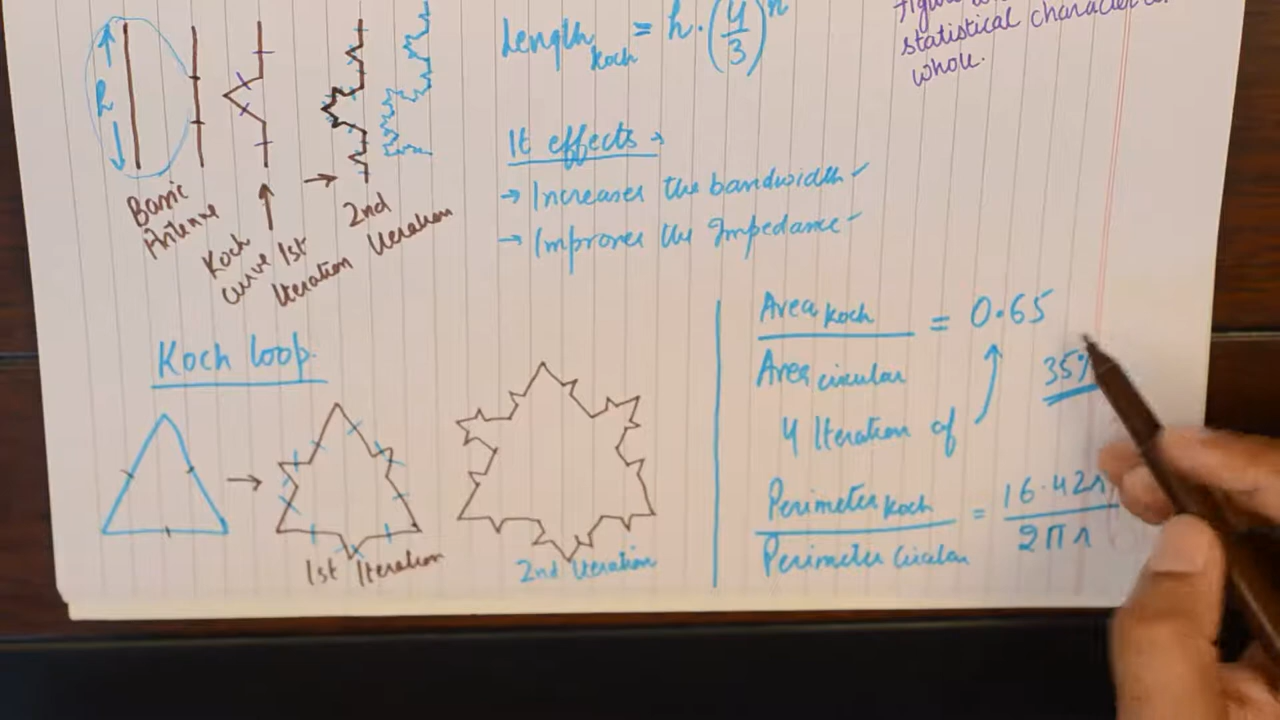 Length koch = h·(4/3)^n
figure
statistical character
whole.
h
It effects →
→ Increases the bandwidth
→ Improves the Impedance
Basic
Antenna
Koch
curve 1st
Iteration
2nd
Iteration
Koch loop.
1st Iteration
2nd Iteration
Area koch / Area circular = 0.65
35%
4 Iteration of
Perimeter koch / Perimeter Circular = 16.42r / 2πr